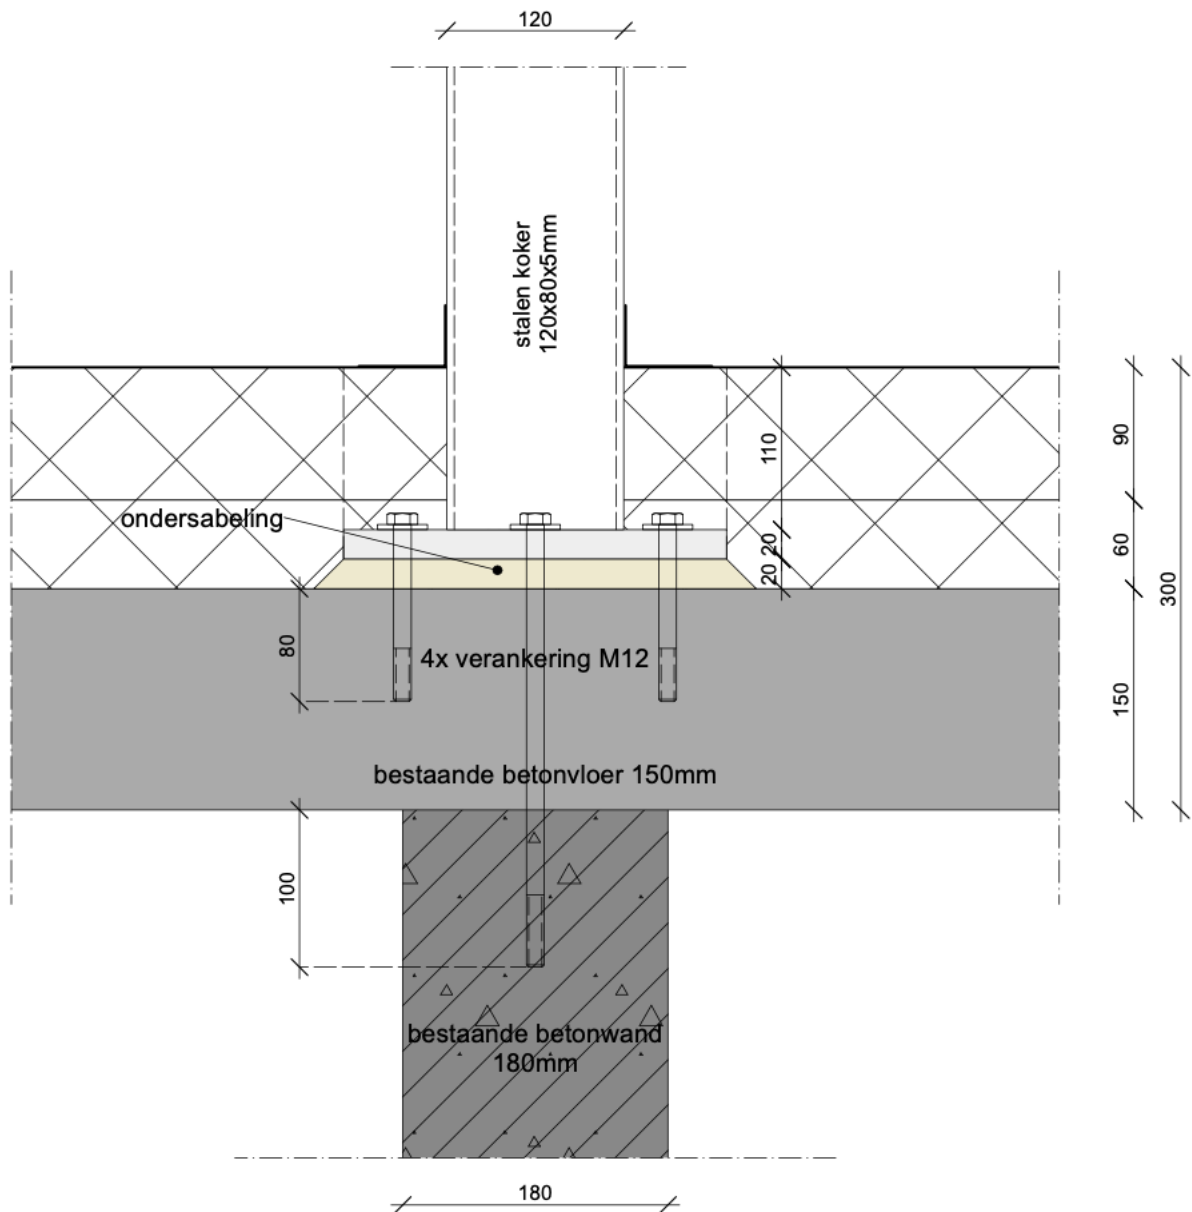 120
stalen koker
120x80x5mm
110
90
ondersabeling
20
60
20
300
80
4x verankering M12
150
bestaande betonvloer 150mm
100
bestaande betonwand
180mm
180